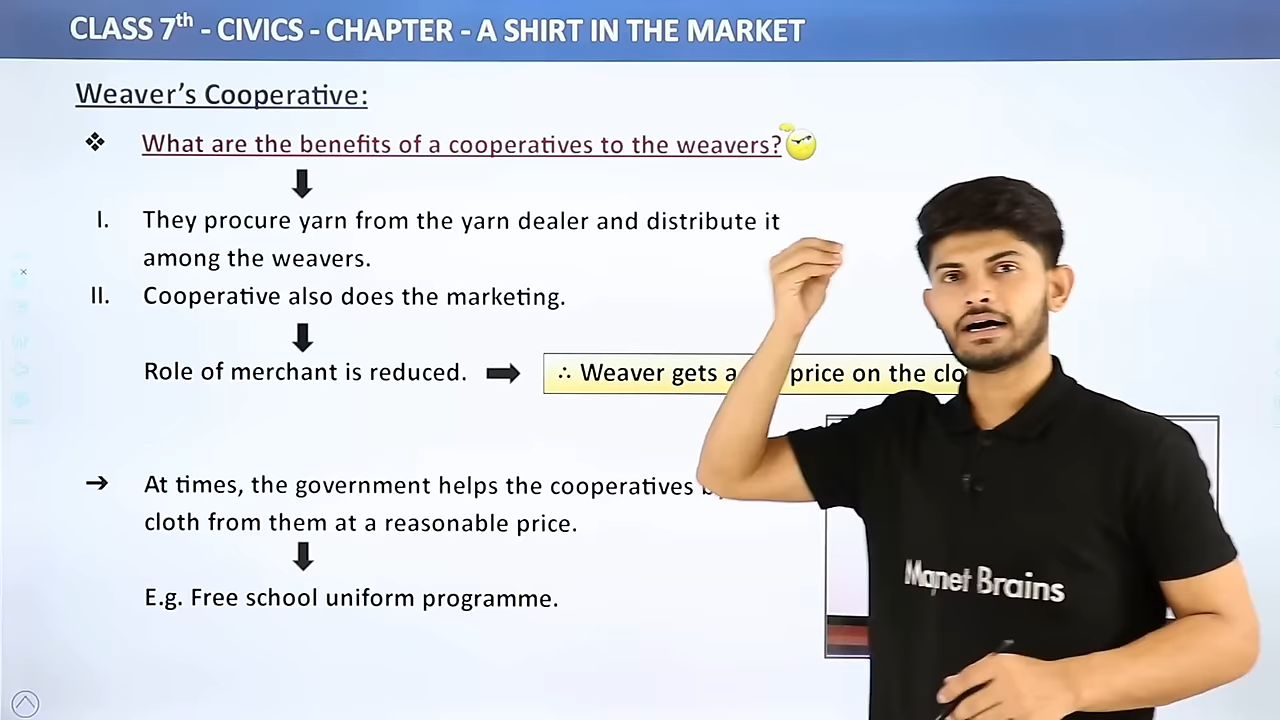 CLASS 7th - CIVICS - CHAPTER - A SHIRT IN THE MARKET
Weaver's Cooperative:
❖ What are the benefits of a cooperatives to the weavers?
I. They procure yarn from the yarn dealer and distribute it
among the weavers.
II. Cooperative also does the marketing.
Role of merchant is reduced. ➡ ∴ Weaver gets a price on the
➔ At times, the government helps the cooperatives
cloth from them at a reasonable price.
E.g. Free school uniform programme.
Magnet Brains